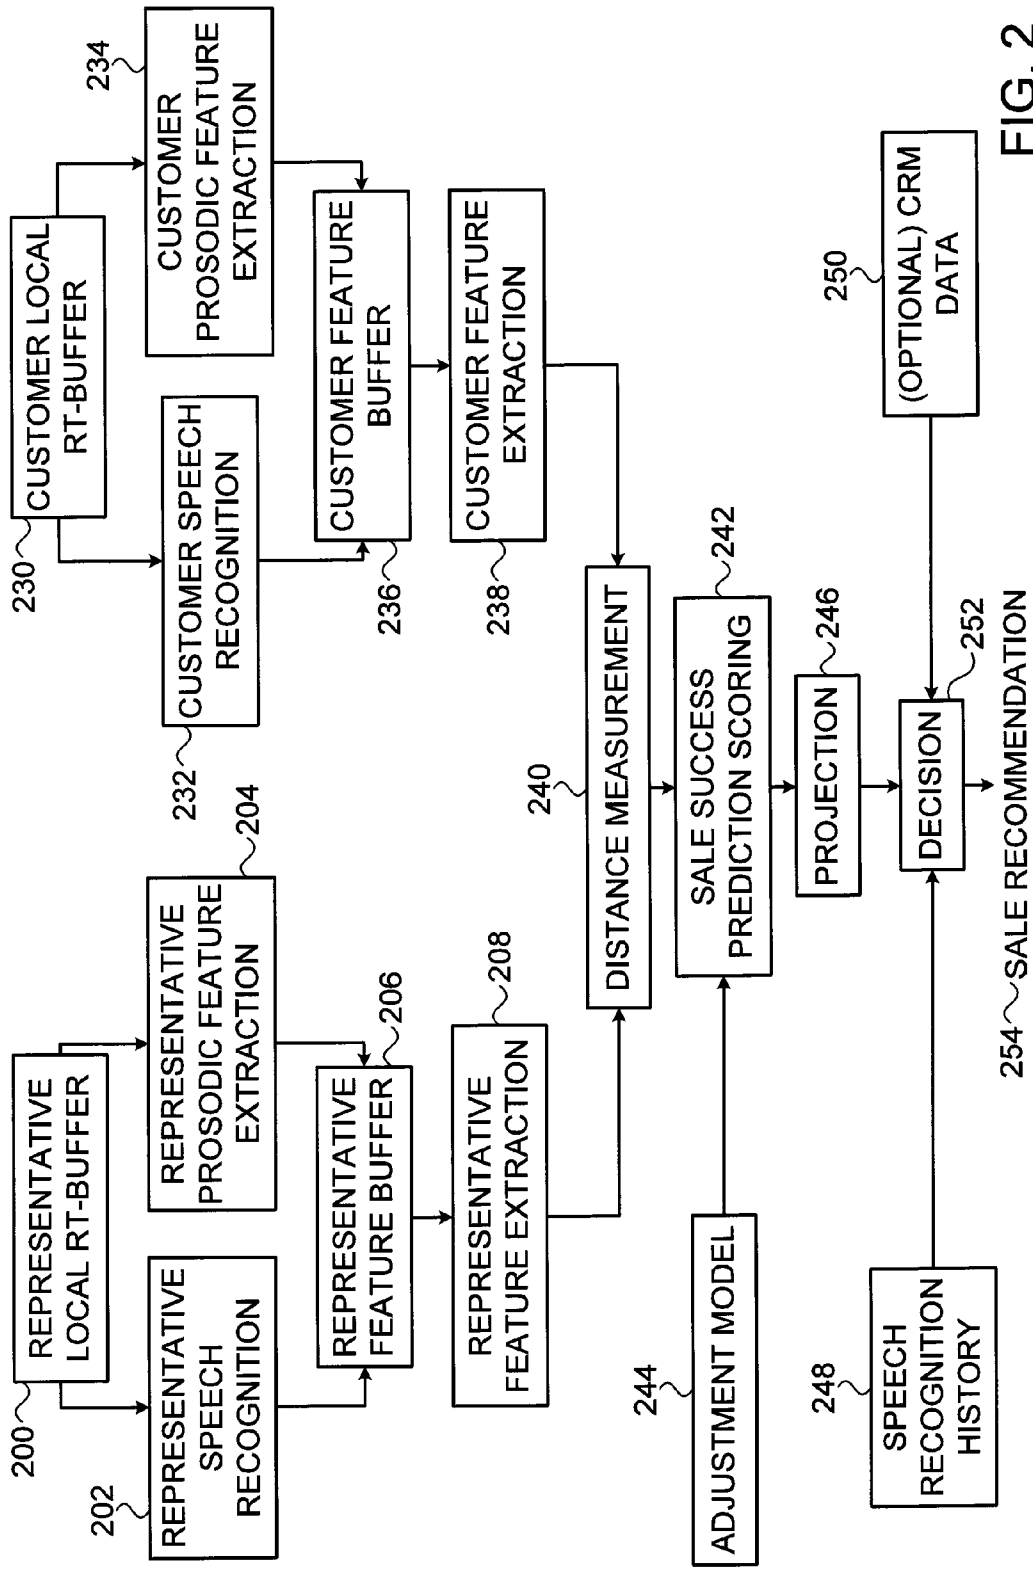 200
REPRESENTATIVE
LOCAL RT-BUFFER
202
REPRESENTATIVE
SPEECH
RECOGNITION
204
REPRESENTATIVE
PROSODIC FEATURE
EXTRACTION
206
REPRESENTATIVE
FEATURE BUFFER
208
REPRESENTATIVE
FEATURE EXTRACTION
230
CUSTOMER LOCAL
RT-BUFFER
232
CUSTOMER SPEECH
RECOGNITION
234
CUSTOMER
PROSODIC FEATURE
EXTRACTION
236
CUSTOMER FEATURE
BUFFER
238
CUSTOMER FEATURE
EXTRACTION
240
DISTANCE MEASUREMENT
242
SALE SUCCESS
PREDICTION SCORING
244
ADJUSTMENT MODEL
246
PROJECTION
248
SPEECH
RECOGNITION
HISTORY
250
(OPTIONAL) CRM
DATA
252
DECISION
254 SALE RECOMMENDATION
FIG. 2